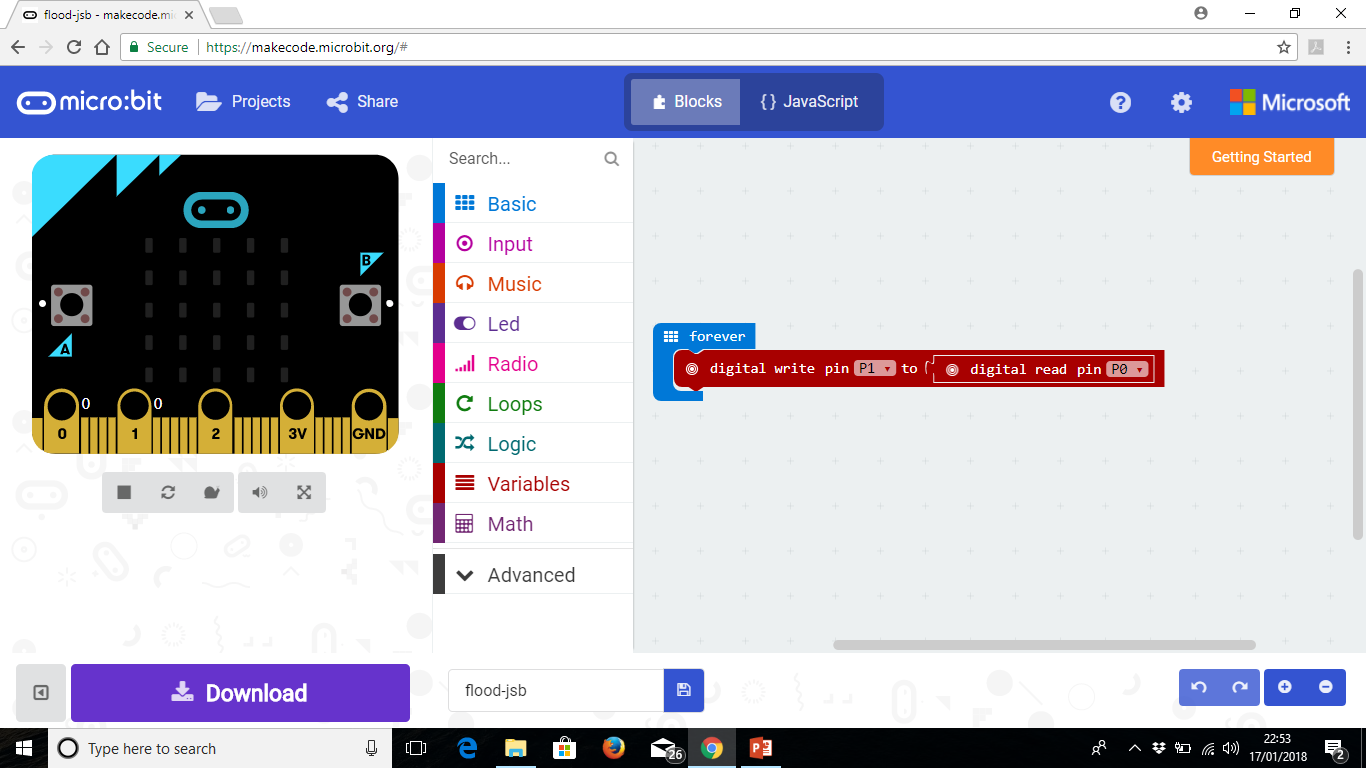 flood-jsb - makecode.mi
Secure https://makecode.microbit.org/#
micro:bit Projects Share Blocks {} JavaScript ? Microsoft
Search...
Getting Started
Basic
Input
Music
Led
Radio
Loops
Logic
Variables
Math
Advanced
B
A
0 0
0 1 2 3V GND
forever
digital write pin P1 to digital read pin P0
Download
flood-jsb
Type here to search
26
22:53
17/01/2018
2